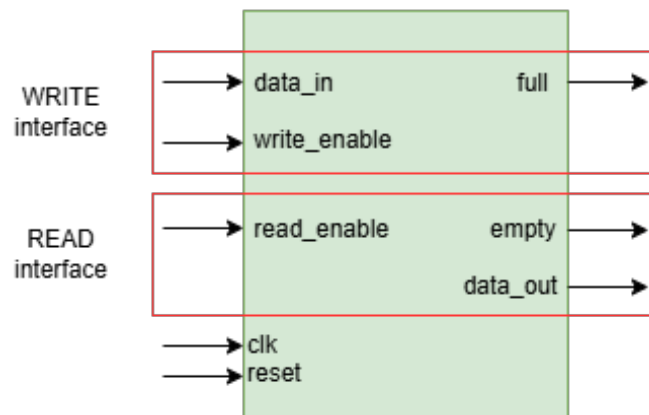 WRITE
interface
data_in
full
write_enable
READ
interface
read_enable
empty
data_out
clk
reset